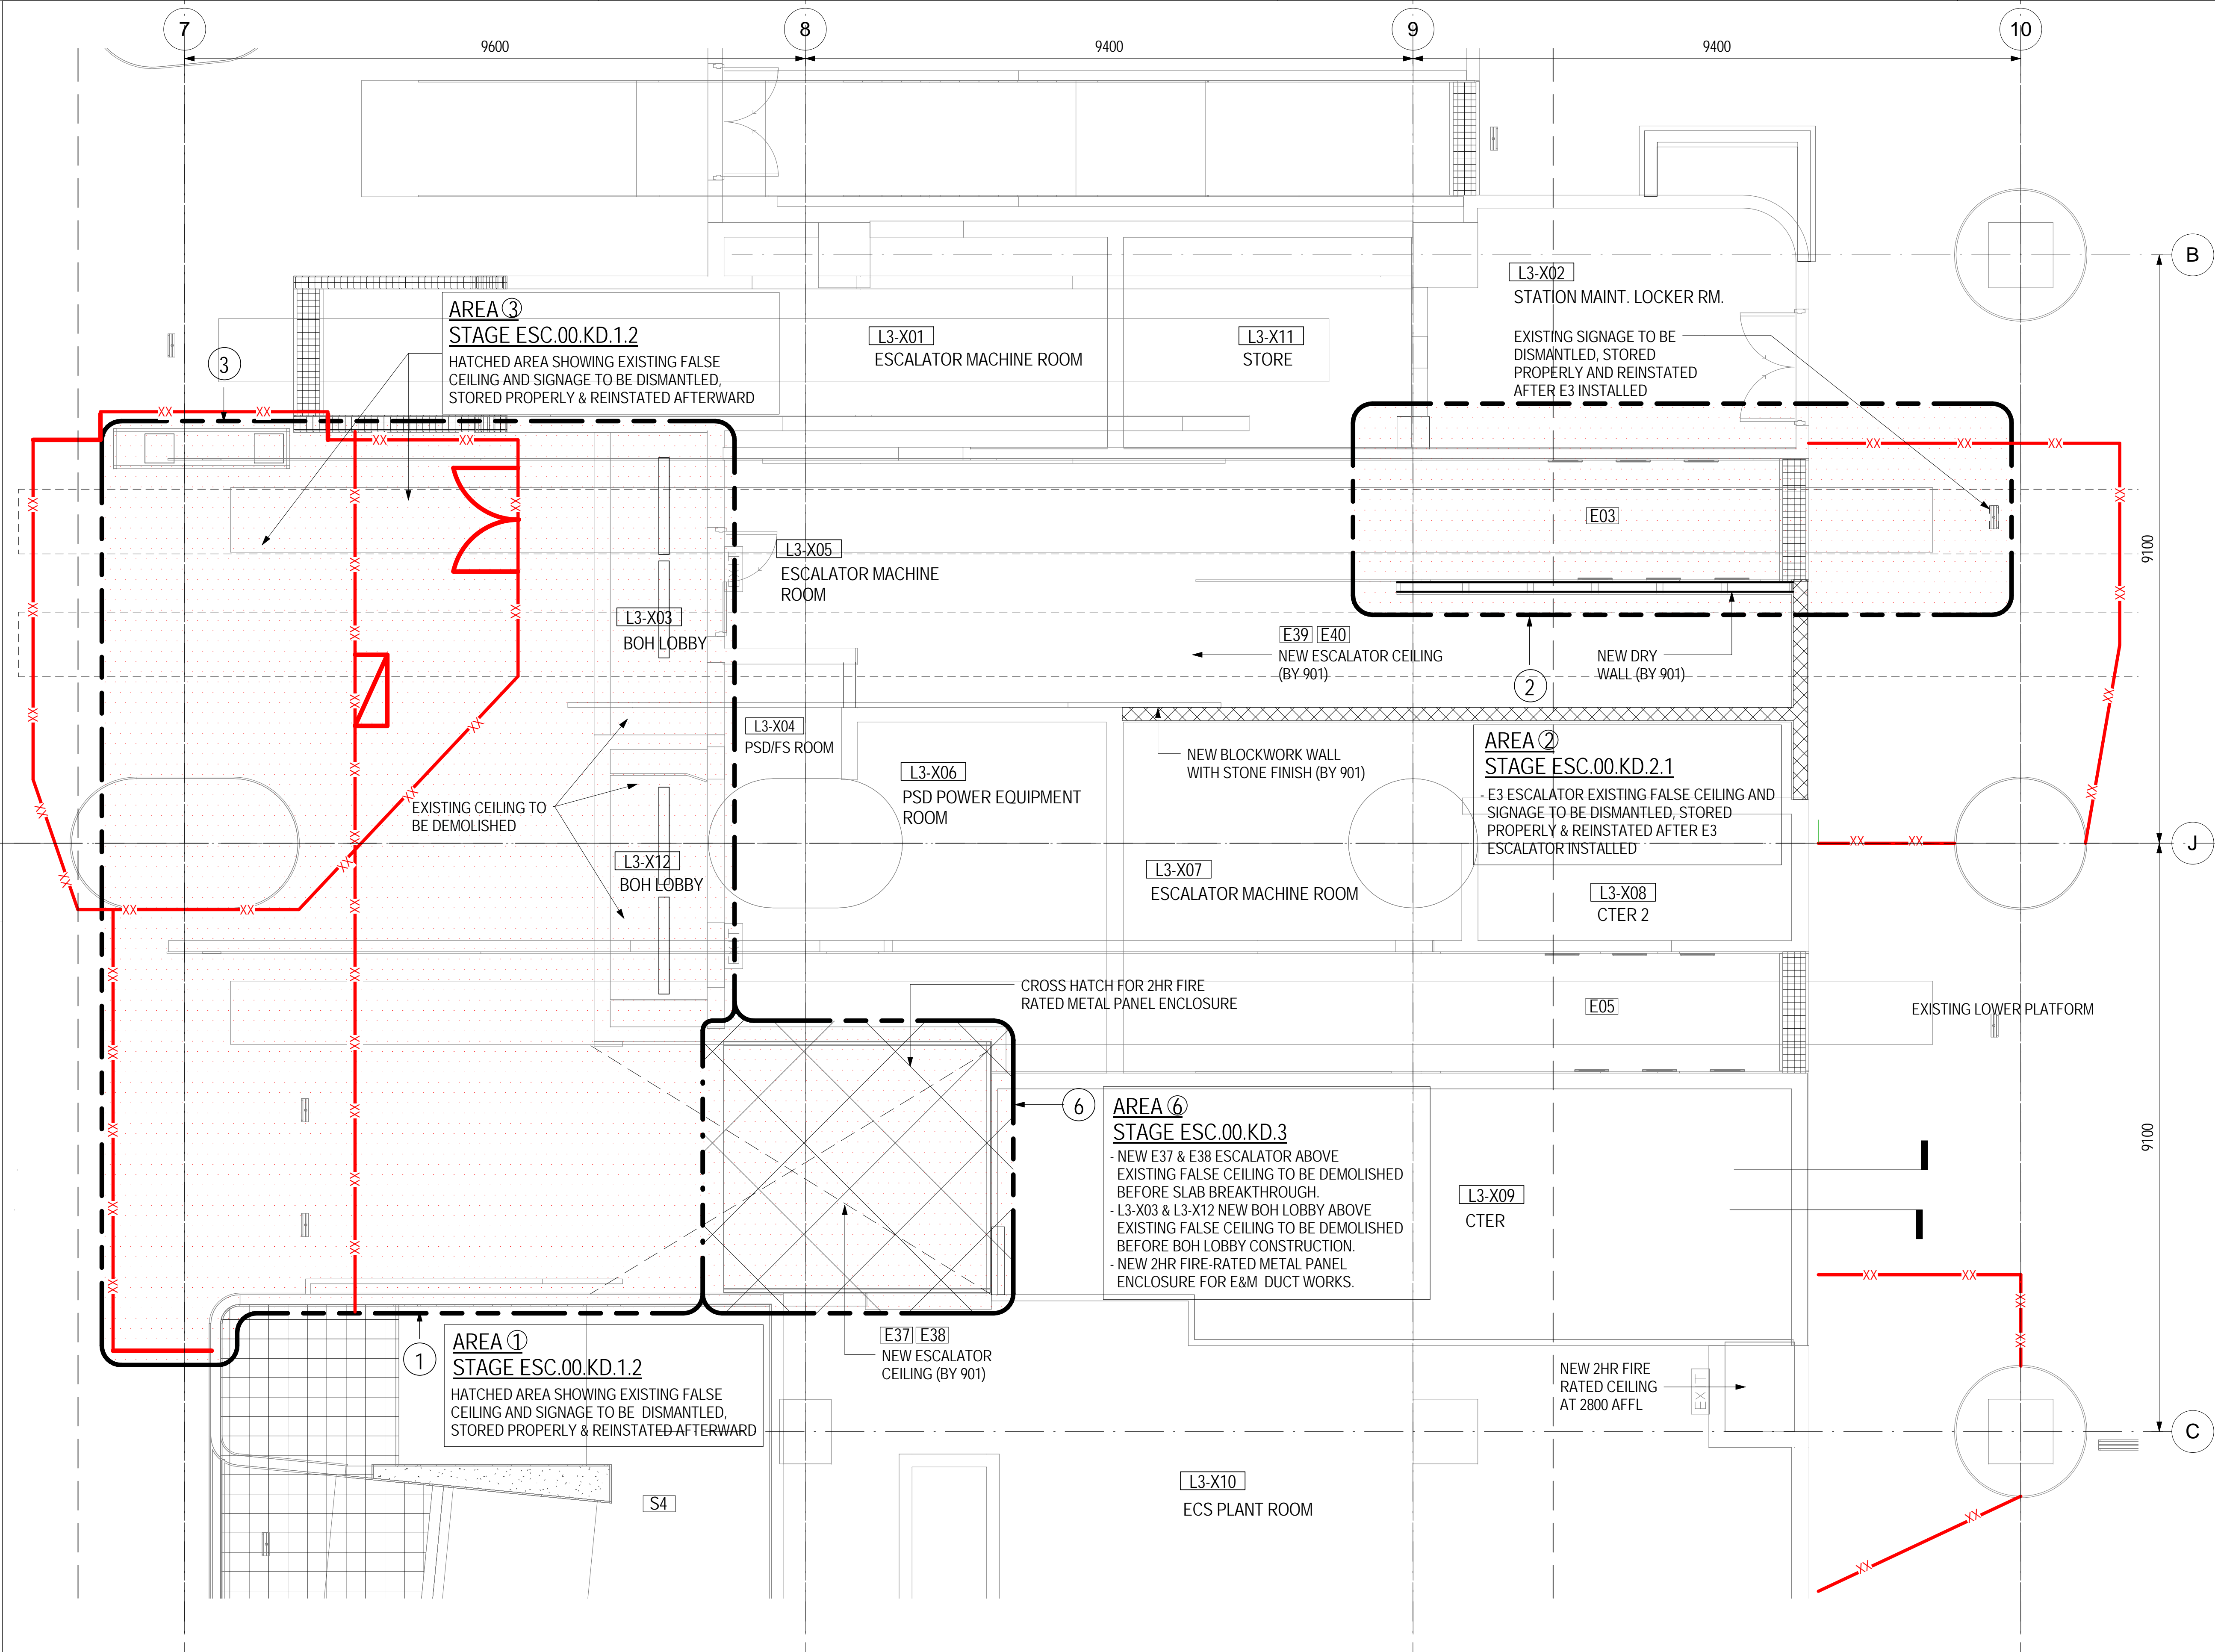 7
8
9
10
9600
9400
9400
B
L3-X02
STATION MAINT. LOCKER RM.
AREA 3
STAGE ESC.00.KD.1.2
HATCHED AREA SHOWING EXISTING FALSE
CEILING AND SIGNAGE TO BE DISMANTLED,
STORED PROPERLY & REINSTATED AFTERWARD
3
L3-X01
ESCALATOR MACHINE ROOM
L3-X11
STORE
EXISTING SIGNAGE TO BE
DISMANTLED, STORED
PROPERLY AND REINSTATED
AFTER E3 INSTALLED
E03
9100
L3-X05
ESCALATOR MACHINE
ROOM
L3-X03
BOH LOBBY
E39 E40
NEW ESCALATOR CEILING
(BY 901)
NEW DRY
WALL (BY 901)
2
L3-X04
PSD/FS ROOM
L3-X06
PSD POWER EQUIPMENT
ROOM
NEW BLOCKWORK WALL
WITH STONE FINISH (BY 901)
AREA 2
STAGE ESC.00.KD.2.1
- E3 ESCALATOR EXISTING FALSE CEILING AND
SIGNAGE TO BE DISMANTLED, STORED
PROPERLY & REINSTATED AFTER E3
ESCALATOR INSTALLED
EXISTING CEILING TO
BE DEMOLISHED
J
L3-X12
BOH LOBBY
L3-X07
ESCALATOR MACHINE ROOM
L3-X08
CTER 2
CROSS HATCH FOR 2HR FIRE
RATED METAL PANEL ENCLOSURE
E05
EXISTING LOWER PLATFORM
6
AREA 6
STAGE ESC.00.KD.3
- NEW E37 & E38 ESCALATOR ABOVE
EXISTING FALSE CEILING TO BE DEMOLISHED
BEFORE SLAB BREAKTHROUGH.
- L3-X03 & L3-X12 NEW BOH LOBBY ABOVE
EXISTING FALSE CEILING TO BE DEMOLISHED
BEFORE BOH LOBBY CONSTRUCTION.
- NEW 2HR FIRE-RATED METAL PANEL
ENCLOSURE FOR E&M DUCT WORKS.
9100
L3-X09
CTER
1
AREA 1
STAGE ESC.00.KD.1.2
HATCHED AREA SHOWING EXISTING FALSE
CEILING AND SIGNAGE TO BE DISMANTLED,
STORED PROPERLY & REINSTATED AFTERWARD
E37 E38
NEW ESCALATOR
CEILING (BY 901)
NEW 2HR FIRE
RATED CEILING
AT 2800 AFFL
EXIT
C
S4
L3-X10
ECS PLANT ROOM